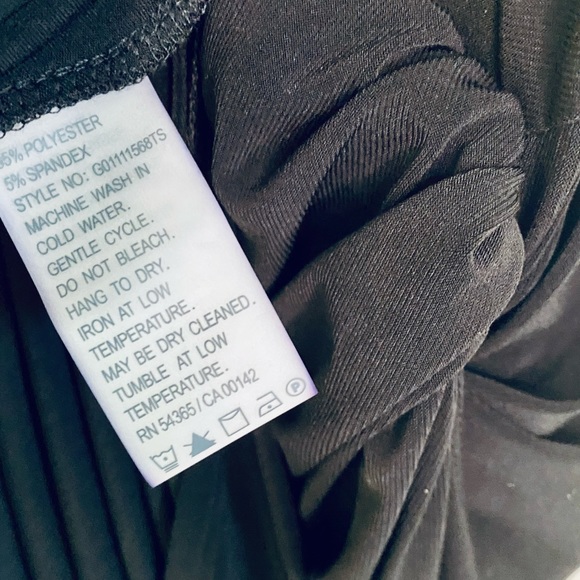 95% POLYESTER
5% SPANDEX
STYLE NO: G01111568TS
MACHINE WASH IN
COLD WATER.
GENTLE CYCLE.
DO NOT BLEACH.
HANG TO DRY.
IRON AT LOW
TEMPERATURE.
MAY BE DRY CLEANED.
TUMBLE AT LOW
TEMPERATURE.
RN 54365 / CA 00142
P